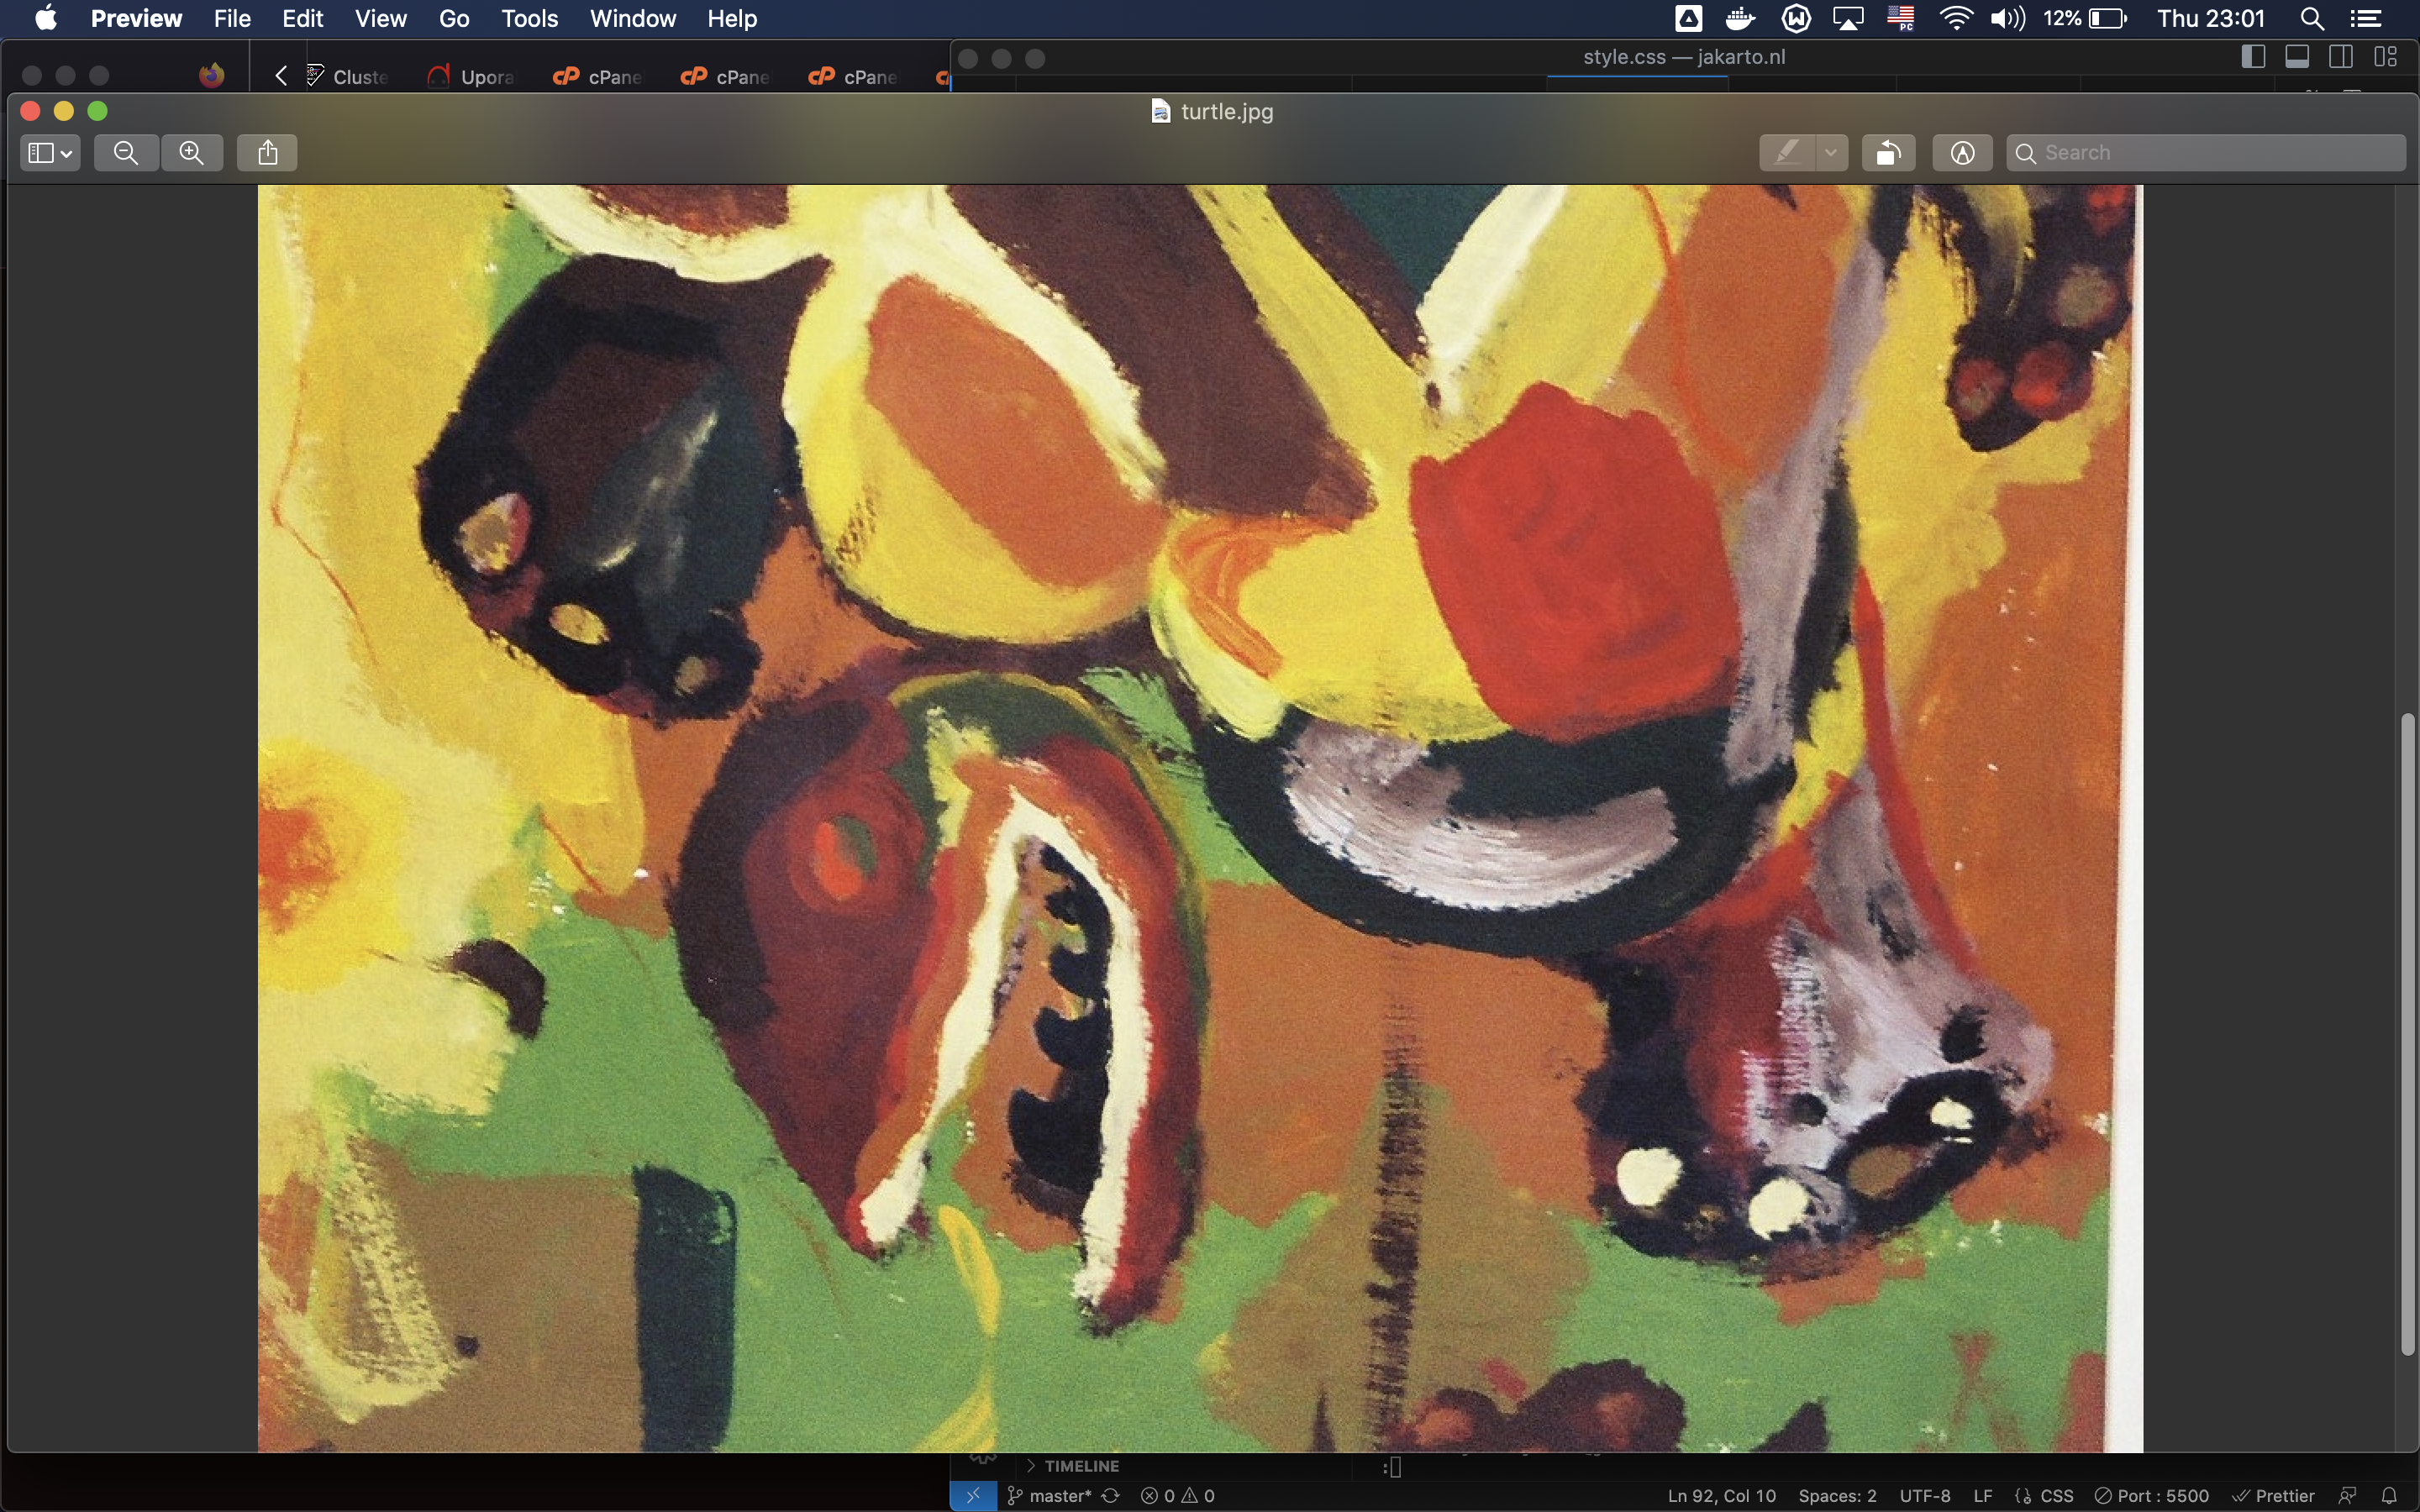 Preview File Edit View Go Tools Window Help 12% Thu 23:01
Cluste Upora cPane cPane cPane
style.css — jakarto.nl
turtle.jpg
Search
TIMELINE
master* 0 0 Ln 92, Col 10 Spaces: 2 UTF-8 LF CSS Port : 5500 Prettier